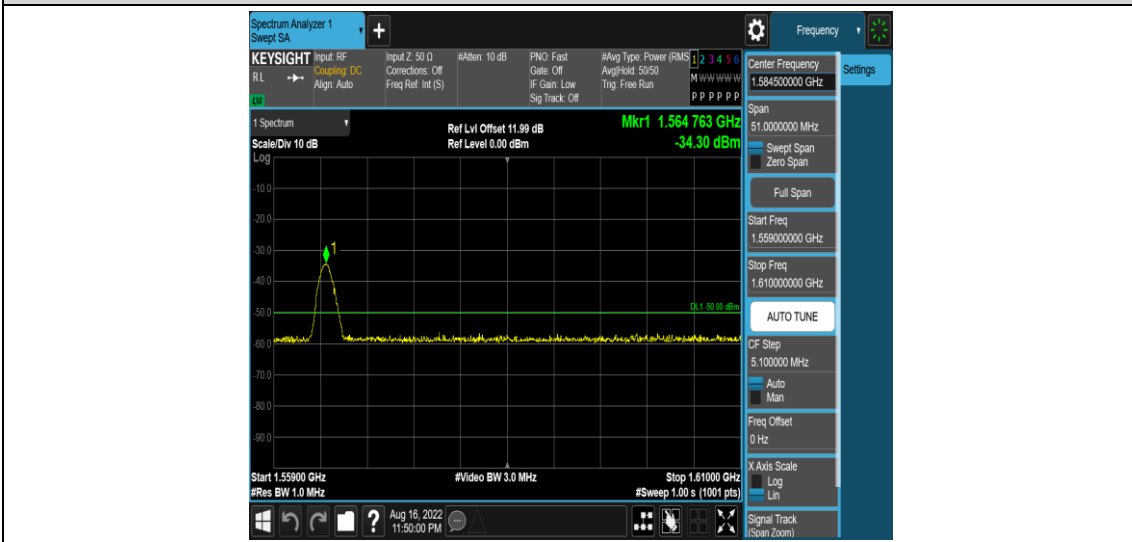 Spectrum Analyzer 1
Swept SA
+
Frequency
KEYSIGHT
RL
LXI
Input: RF
Coupling: DC
Align: Auto
Input Z: 50 Ω
Corrections: Off
Freq Ref: Int (S)
#Atten: 10 dB
PNO: Fast
Gate: Off
IF Gain: Low
Sig Track: Off
#Avg Type: Power (RMS
Avg|Hold: 50/50
Trig: Free Run
1 2 3 4 5 6
M W W W W W
P P P P P P
1 Spectrum
Scale/Div 10 dB
Log
Ref Lvl Offset 11.99 dB
Ref Level 0.00 dBm
Mkr1 1.564 763 GHz
-34.30 dBm
-10.0
-20.0
-30.0
-40.0
-50.0
-60.0
-70.0
-80.0
-90.0
1
DL1 -50.00 dBm
Start 1.55900 GHz
#Res BW 1.0 MHz
#Video BW 3.0 MHz
Stop 1.61000 GHz
#Sweep 1.00 s (1001 pts)
?
Aug 16, 2022
11:50:00 PM
Center Frequency
1.584500000 GHz
Settings
Span
51.0000000 MHz
Swept Span
Zero Span
Full Span
Start Freq
1.559000000 GHz
Stop Freq
1.610000000 GHz
AUTO TUNE
CF Step
5.100000 MHz
Auto
Man
Freq Offset
0 Hz
X Axis Scale
Log
Lin
Signal Track
(Span Zoom)